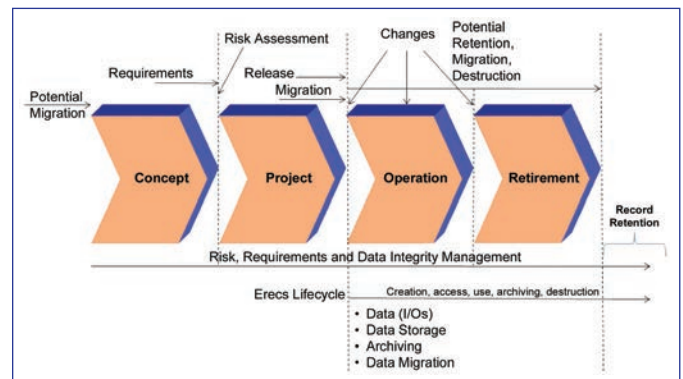 Risk Assessment
Changes
Potential
Retention,
Migration,
Destruction
Requirements
Release
Migration
Potential
Migration
Concept
Project
Operation
Retirement
Record
Retention
Risk, Requirements and Data Integrity Management
Erecs Lifecycle
Creation, access, use, archiving, destruction
• Data (I/Os)
• Data Storage
• Archiving
• Data Migration